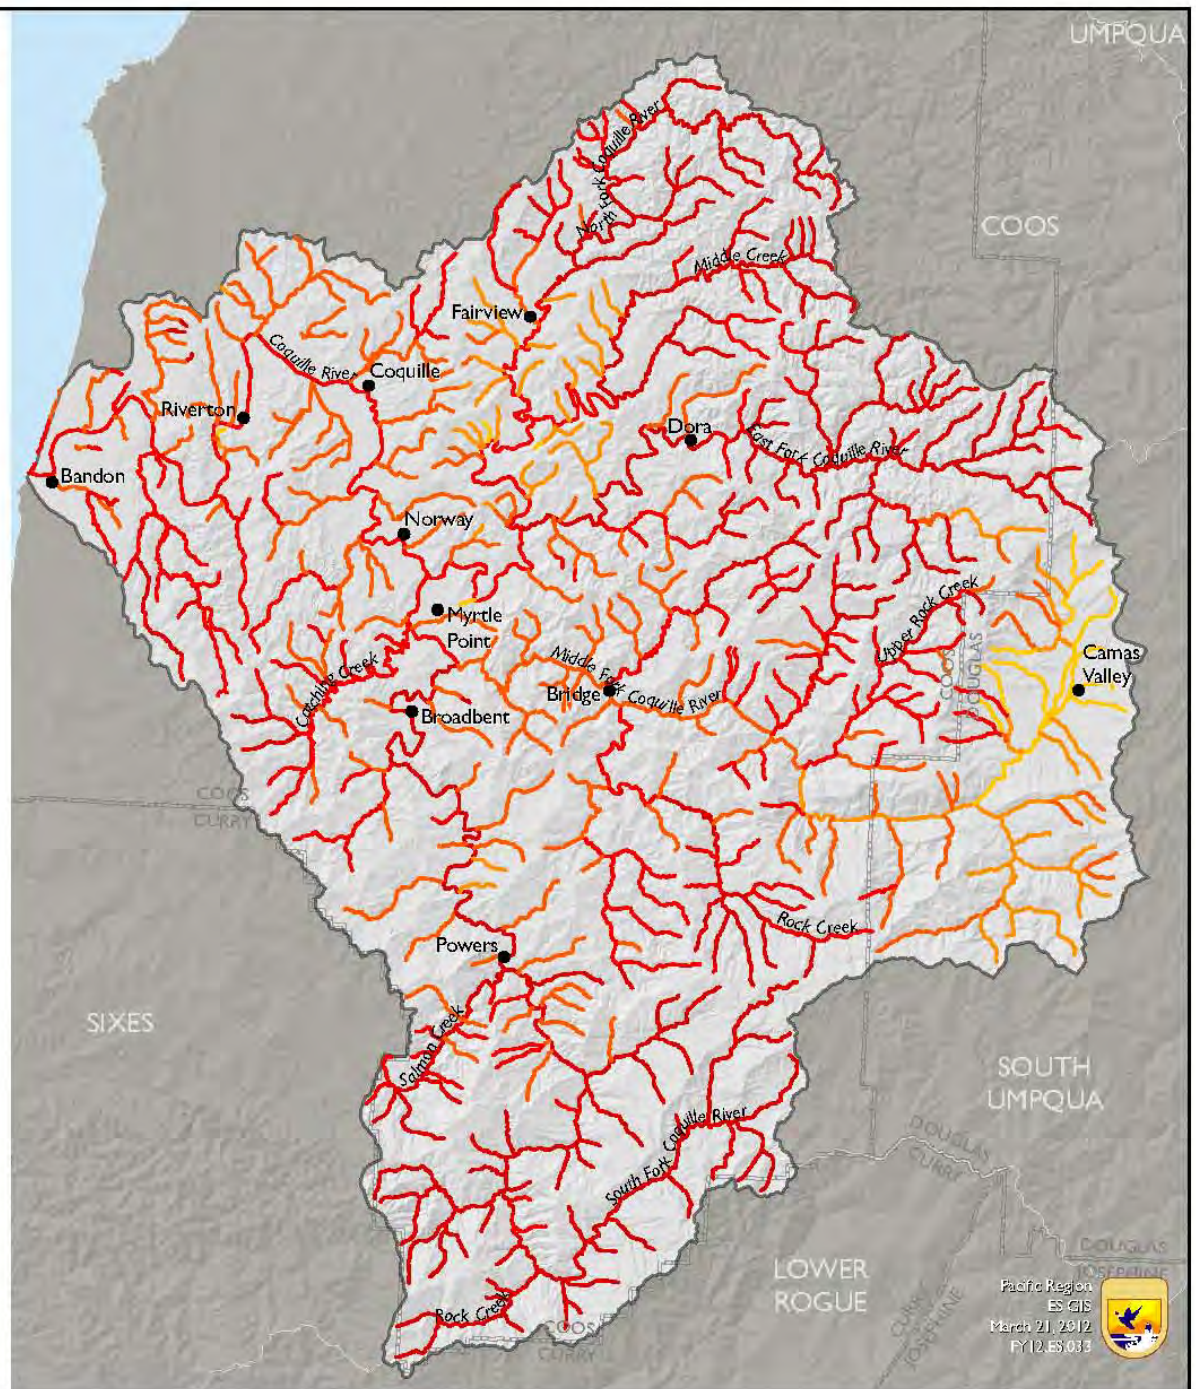 UMPQUA
COOS
North Fork Coquille River
Middle Creek
Fairview
Coquille River
Coquille
Riverton
Dora
East Fork Coquille River
Bandon
Norway
Upper Rock Creek
Myrtle
Point
COOS
DOUGLAS
Camas
Valley
Catching Creek
Middle Fork Coquille River
Bridge
Broadbent
COOS
CURRY
Rock Creek
Powers
SIXES
Salmon Creek
SOUTH
UMPQUA
South Fork Coquille River
DOUGLAS
CURRY
LOWER
ROGUE
DOUGLAS
JOSEPHINE
CURRY
JOSEPHINE
Rock Creek
COOS
CURRY
Pacific Region
ES GIS
March 21, 2012
FY12.ES.033